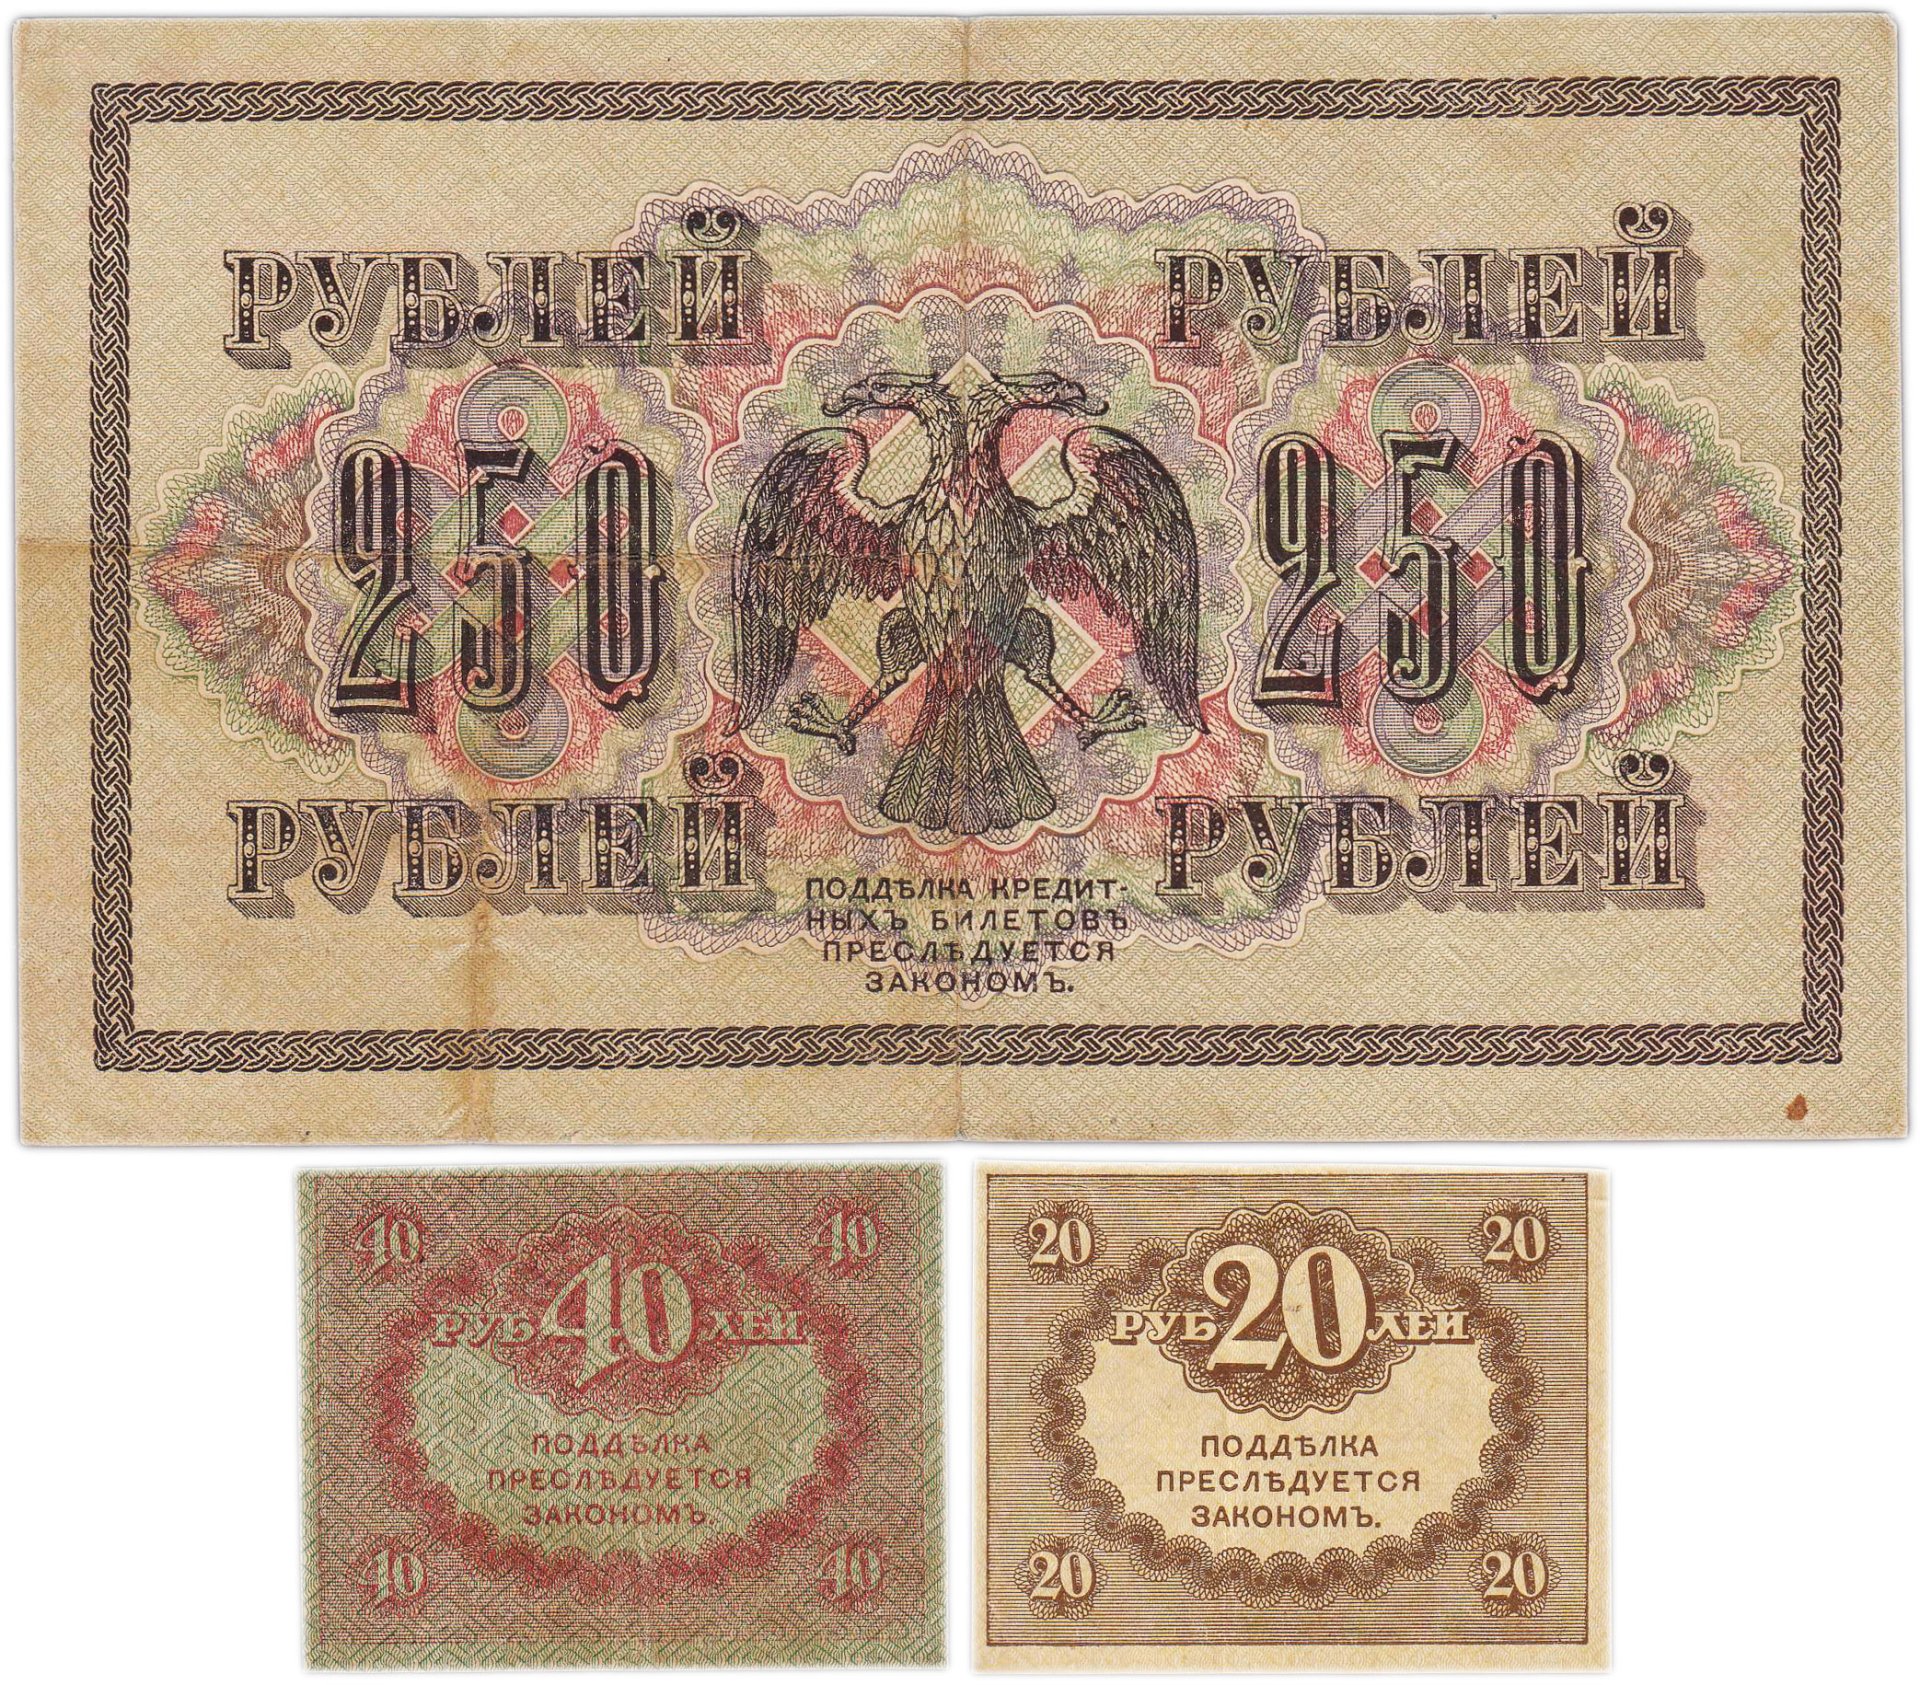 РУБЛЕЙ РУБЛЕЙ
250 250
РУБЛЕЙ РУБЛЕЙ
ПОДДѢЛКА КРЕДИТ-
НЫХЪ БИЛЕТОВЪ
ПРЕСЛѢДУЕТСЯ
ЗАКОНОМЪ.
40 40
РУБ 40 ЛЕЙ
ПОДДѢЛКА
ПРЕСЛѢДУЕТСЯ
ЗАКОНОМЪ.
40 40
20 20
РУБ 20 ЛЕЙ
ПОДДѢЛКА
ПРЕСЛѢДУЕТСЯ
ЗАКОНОМЪ.
20 20